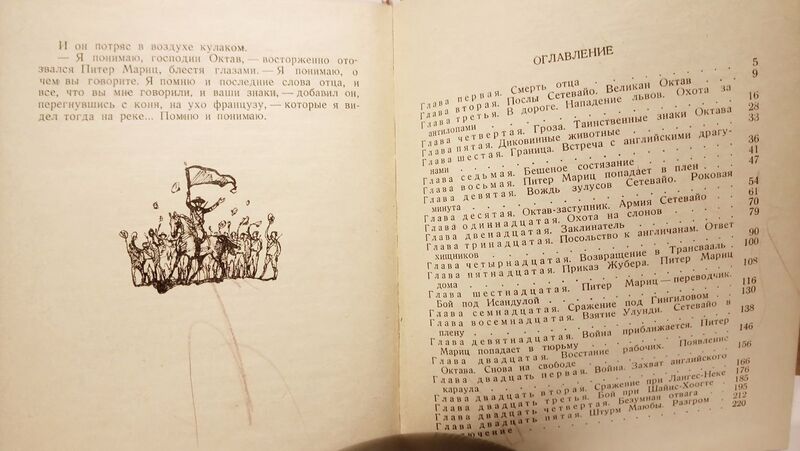 И он потряс в воздухе кулаком.
— Я понимаю, господин Октав, — восторженно ото-
звался Питер Мариц, блестя глазами. — Я понимаю, о
чем вы говорите. Я помню и последние слова отца, и
все, что вы мне говорили, и ваши знаки, — добавил он,
перегнувшись с коня, на ухо французу, — которые я ви-
дел тогда на реке... Помню и понимаю.
ОГЛАВЛЕНИЕ
Глава первая. Смерть отца . . . . . 5
Глава вторая. Послы Сетевайо. Великан Октав . . 9
Глава третья. В дороге. Нападение львов. Охота за
антилопами . . . . . 16
Глава четвертая. Гроза. Таинственные знаки Октава 28
Глава пятая. Диковинные животные . . . . 33
Глава шестая. Граница. Встреча с английскими драгу-
нами . . . . . 36
Глава седьмая. Бешеное состязание . . . . 41
Глава восьмая. Питер Мариц попадает в плен . . 47
Глава девятая. Вождь зулусов Сетевайо. Роковая
минута . . . . . 54
Глава десятая. Октав-заступник. Армия Сетевайо . 61
Глава одиннадцатая. Охота на слонов . . . 70
Глава двенадцатая. Заклинатель . . . . 79
Глава тринадцатая. Посольство к англичанам. Ответ
хищников . . . . . 90
Глава четырнадцатая. Возвращение в Трансвааль . 100
Глава пятнадцатая. Приказ Жубера. Питер Мариц
дома . . . . . 108
Глава шестнадцатая. Питер Мариц — переводчик.
Бой под Исандулой . . . . . 116
Глава семнадцатая. Сражение под Гингиловом . . 130
Глава восемнадцатая. Взятие Улунди. Сетевайо в
плену . . . . . 138
Глава девятнадцатая. Война приближается. Питер
Мариц попадает в тюрьму . . . . . 146
Глава двадцатая. Восстание рабочих. Появление
Октава. Снова на свободе . . . . . 156
Глава двадцать первая. Война. Захват английского
караула . . . . . 166
Глава двадцать вторая. Сражение при Лангес-Неке 176
Глава двадцать третья. Бой при Шайнс-Хоогте . 185
Глава двадцать четвертая. Безумная отвага . . 195
Глава двадцать пятая. Штурм Маюбы. Разгром . . 212
ключение . . . . . 220